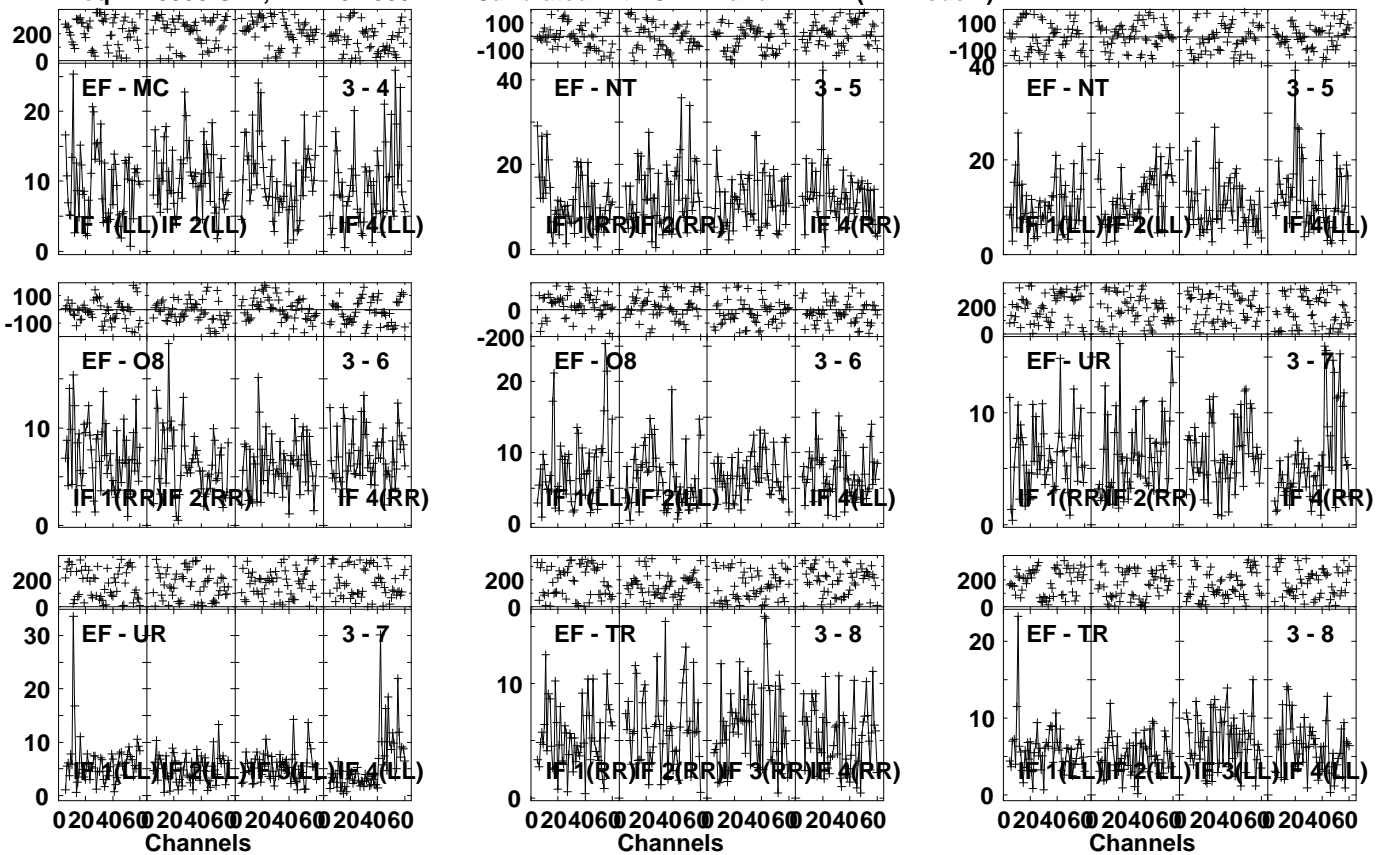 200
0
EF - MC
3 - 4
20
10
0
IF 1(LL)
IF 2(LL)
IF 4(LL)
100
-100
EF - NT
3 - 5
40
20
0
IF 1(RR)
IF 2(RR)
IF 4(RR)
100
-100
EF - NT
3 - 5
40
20
0
IF 1(LL)
IF 2(LL)
IF 4(LL)
100
-100
EF - O8
3 - 6
10
0
IF 1(RR)
IF 2(RR)
IF 4(RR)
0
-200
EF - O8
3 - 6
20
10
0
IF 1(LL)
IF 2(LL)
IF 4(LL)
200
0
EF - UR
3 - 7
10
0
IF 1(RR)
IF 2(RR)
IF 4(RR)
200
0
EF - UR
3 - 7
30
20
10
0
IF 1(LL)
IF 2(LL)
IF 3(LL)
IF 4(LL)
0 20 40 60 0 20 40 60 0 20 40 60 0 20 40 60
Channels
200
0
EF - TR
3 - 8
10
0
IF 1(RR)
IF 2(RR)
IF 3(RR)
IF 4(RR)
0 20 40 60 0 20 40 60 0 20 40 60 0 20 40 60
Channels
200
0
EF - TR
3 - 8
20
10
0
IF 1(LL)
IF 2(LL)
IF 3(LL)
IF 4(LL)
0 20 40 60 0 20 40 60 0 20 40 60 0 20 40 60
Channels